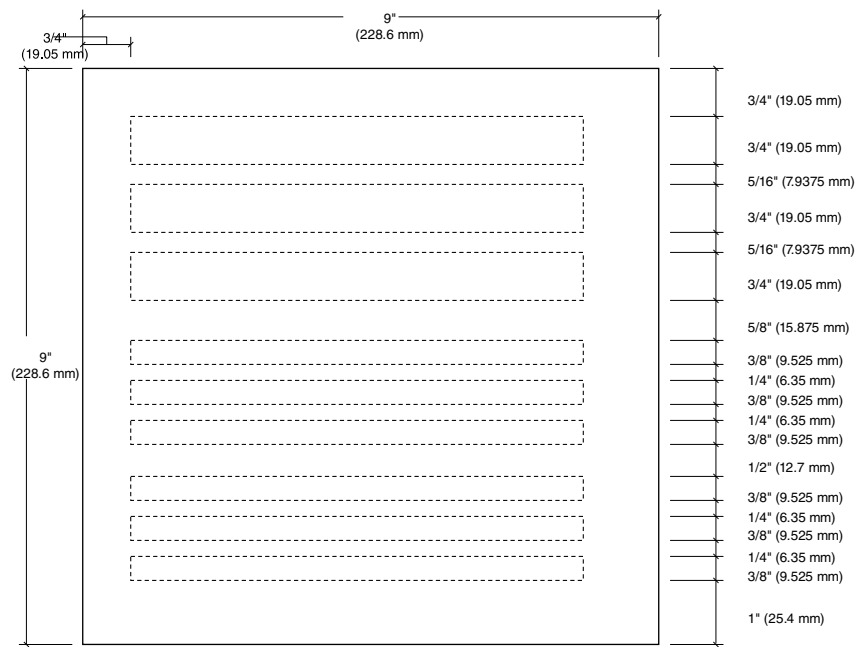 9"
(228.6 mm)
3/4"
(19.05 mm)
3/4" (19.05 mm)
3/4" (19.05 mm)
5/16" (7.9375 mm)
3/4" (19.05 mm)
5/16" (7.9375 mm)
3/4" (19.05 mm)
5/8" (15.875 mm)
9"
(228.6 mm)
3/8" (9.525 mm)
1/4" (6.35 mm)
3/8" (9.525 mm)
1/4" (6.35 mm)
3/8" (9.525 mm)
1/2" (12.7 mm)
3/8" (9.525 mm)
1/4" (6.35 mm)
3/8" (9.525 mm)
1/4" (6.35 mm)
3/8" (9.525 mm)
1" (25.4 mm)